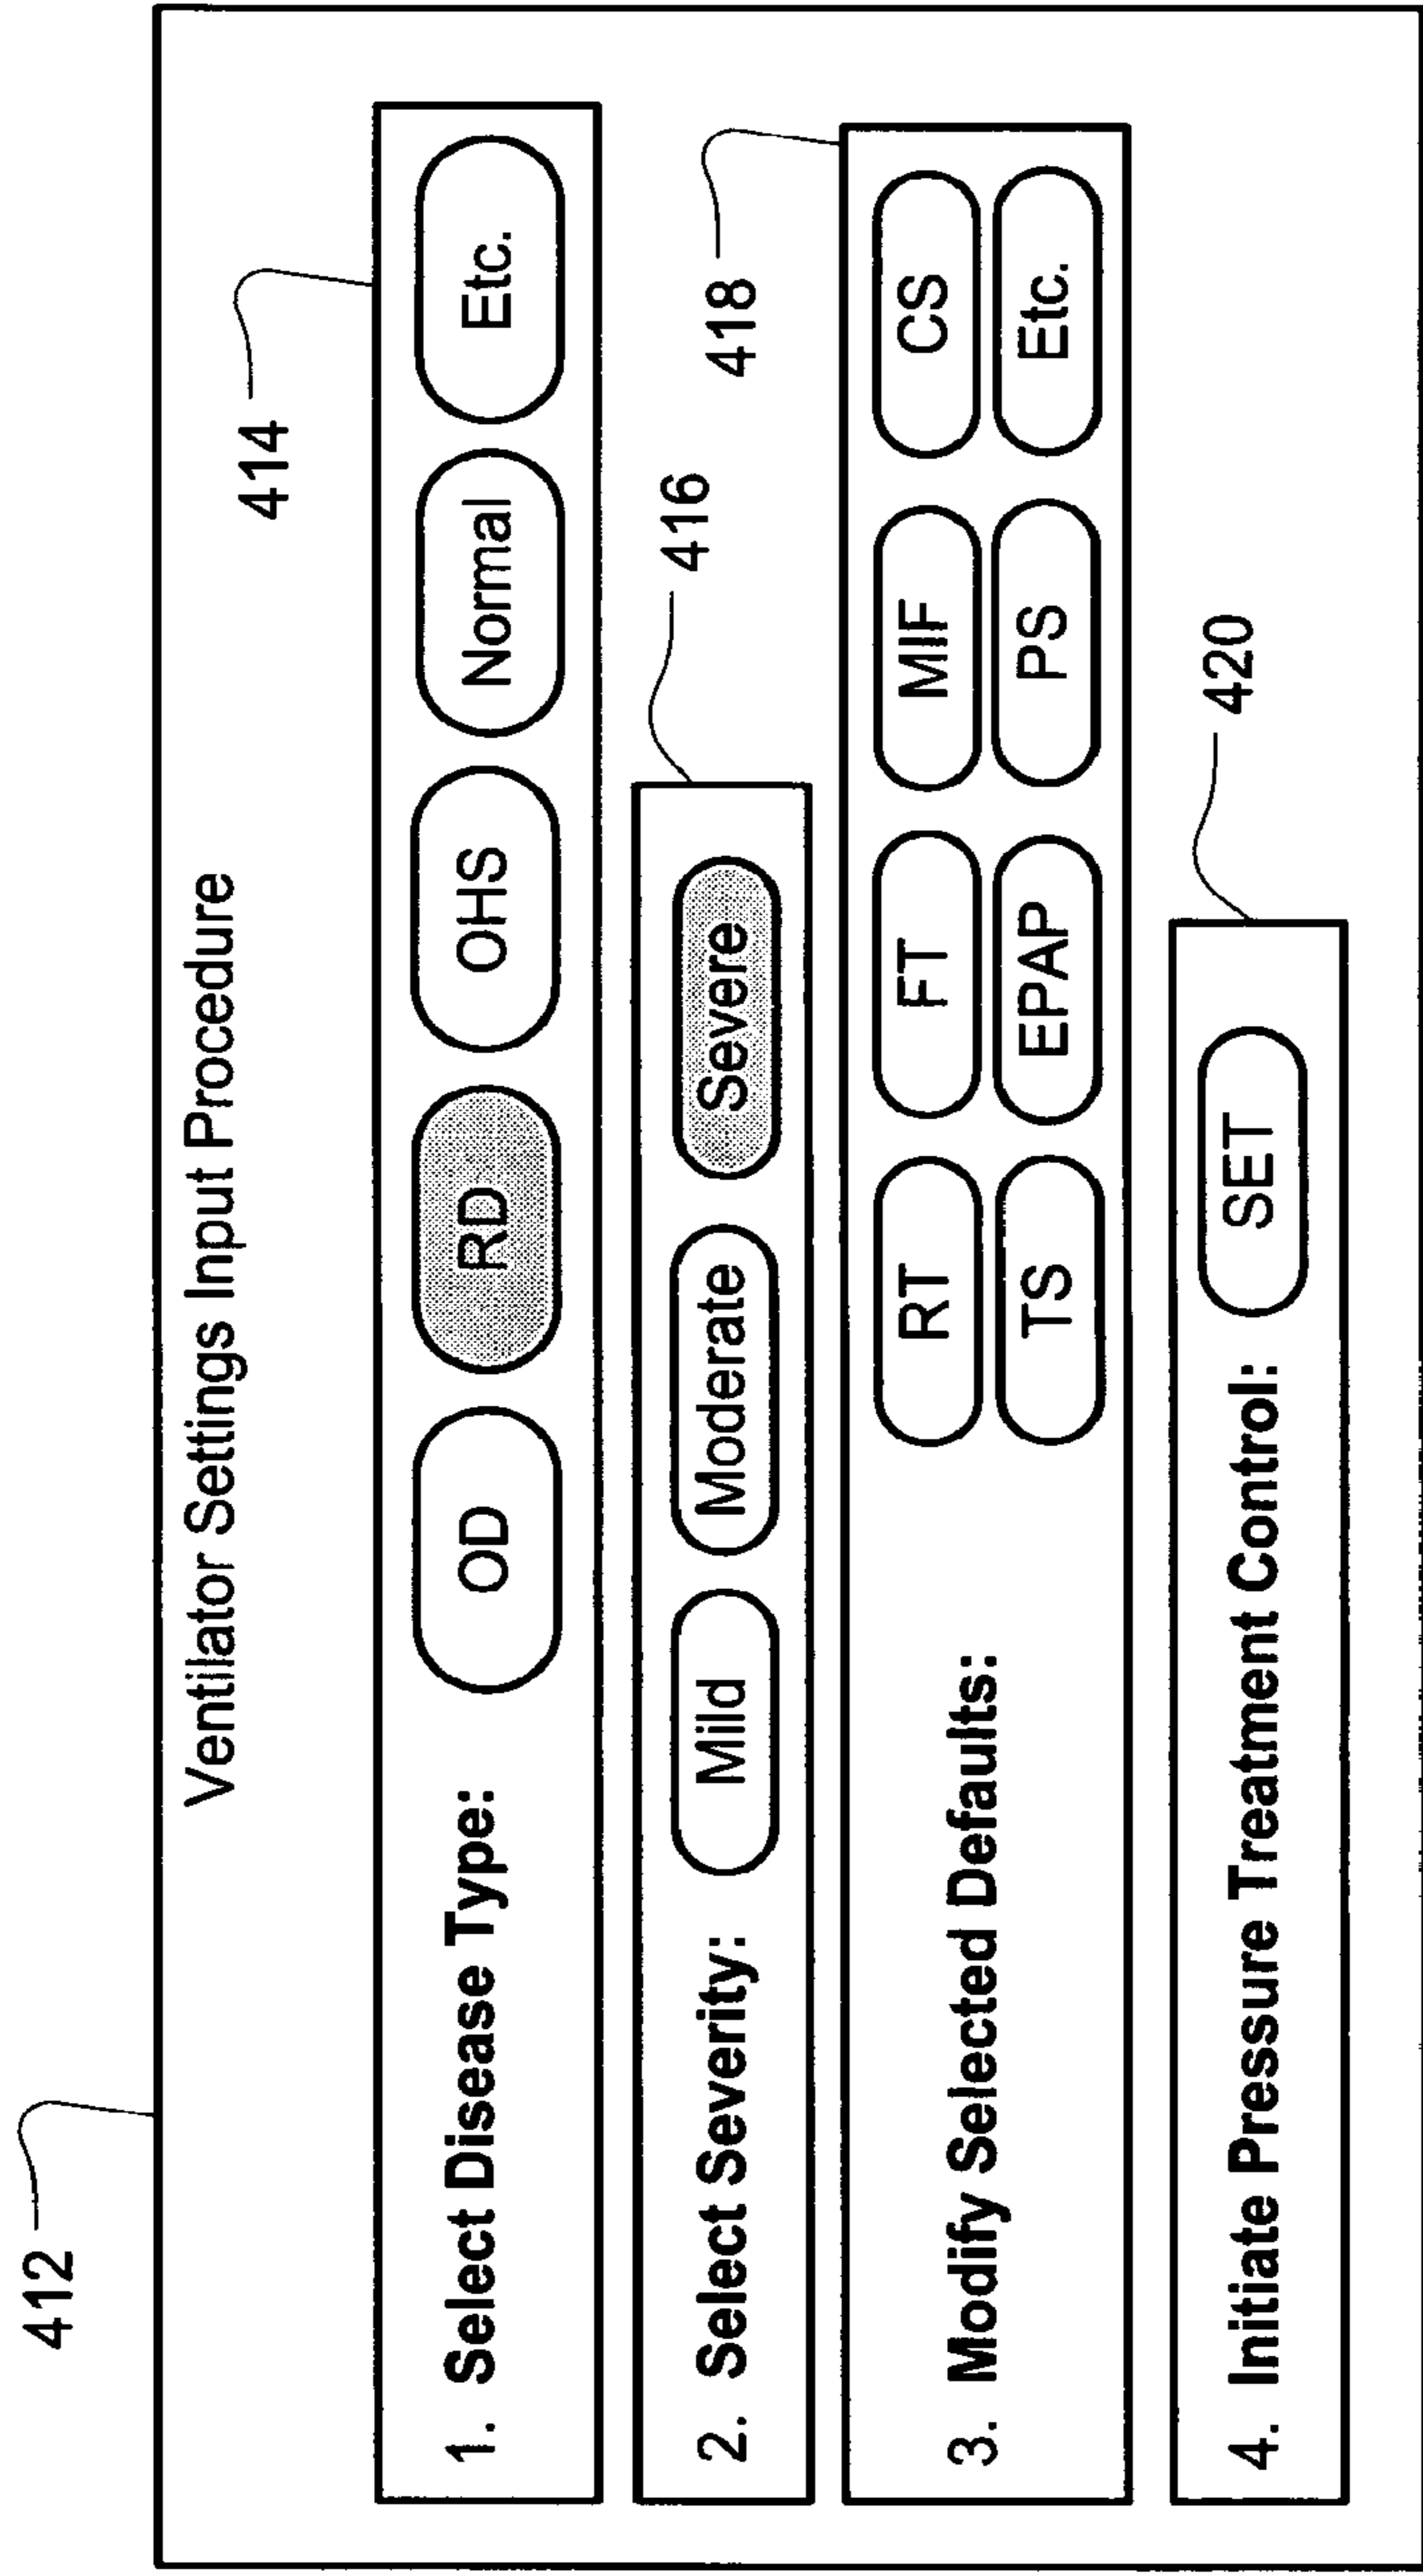 412
Ventilator Settings Input Procedure
414
1. Select Disease Type: OD RD OHS Normal Etc.
416
2. Select Severity: Mild Moderate Severe
418
3. Modify Selected Defaults: RT FT MIF CS
TS EPAP PS Etc.
420
4. Initiate Pressure Treatment Control: SET